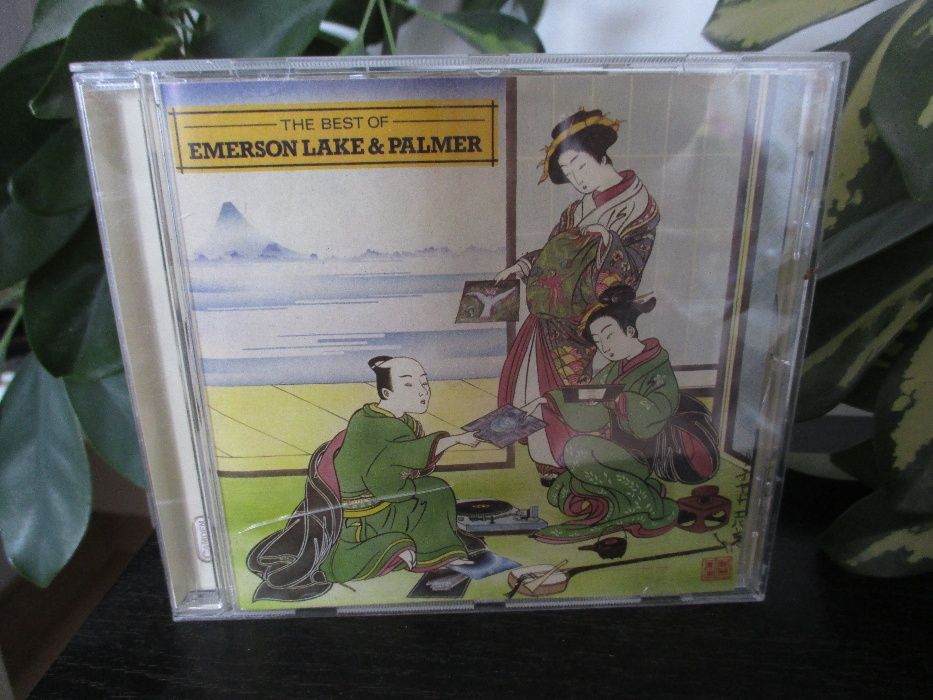 THE BEST OF
EMERSON LAKE & PALMER